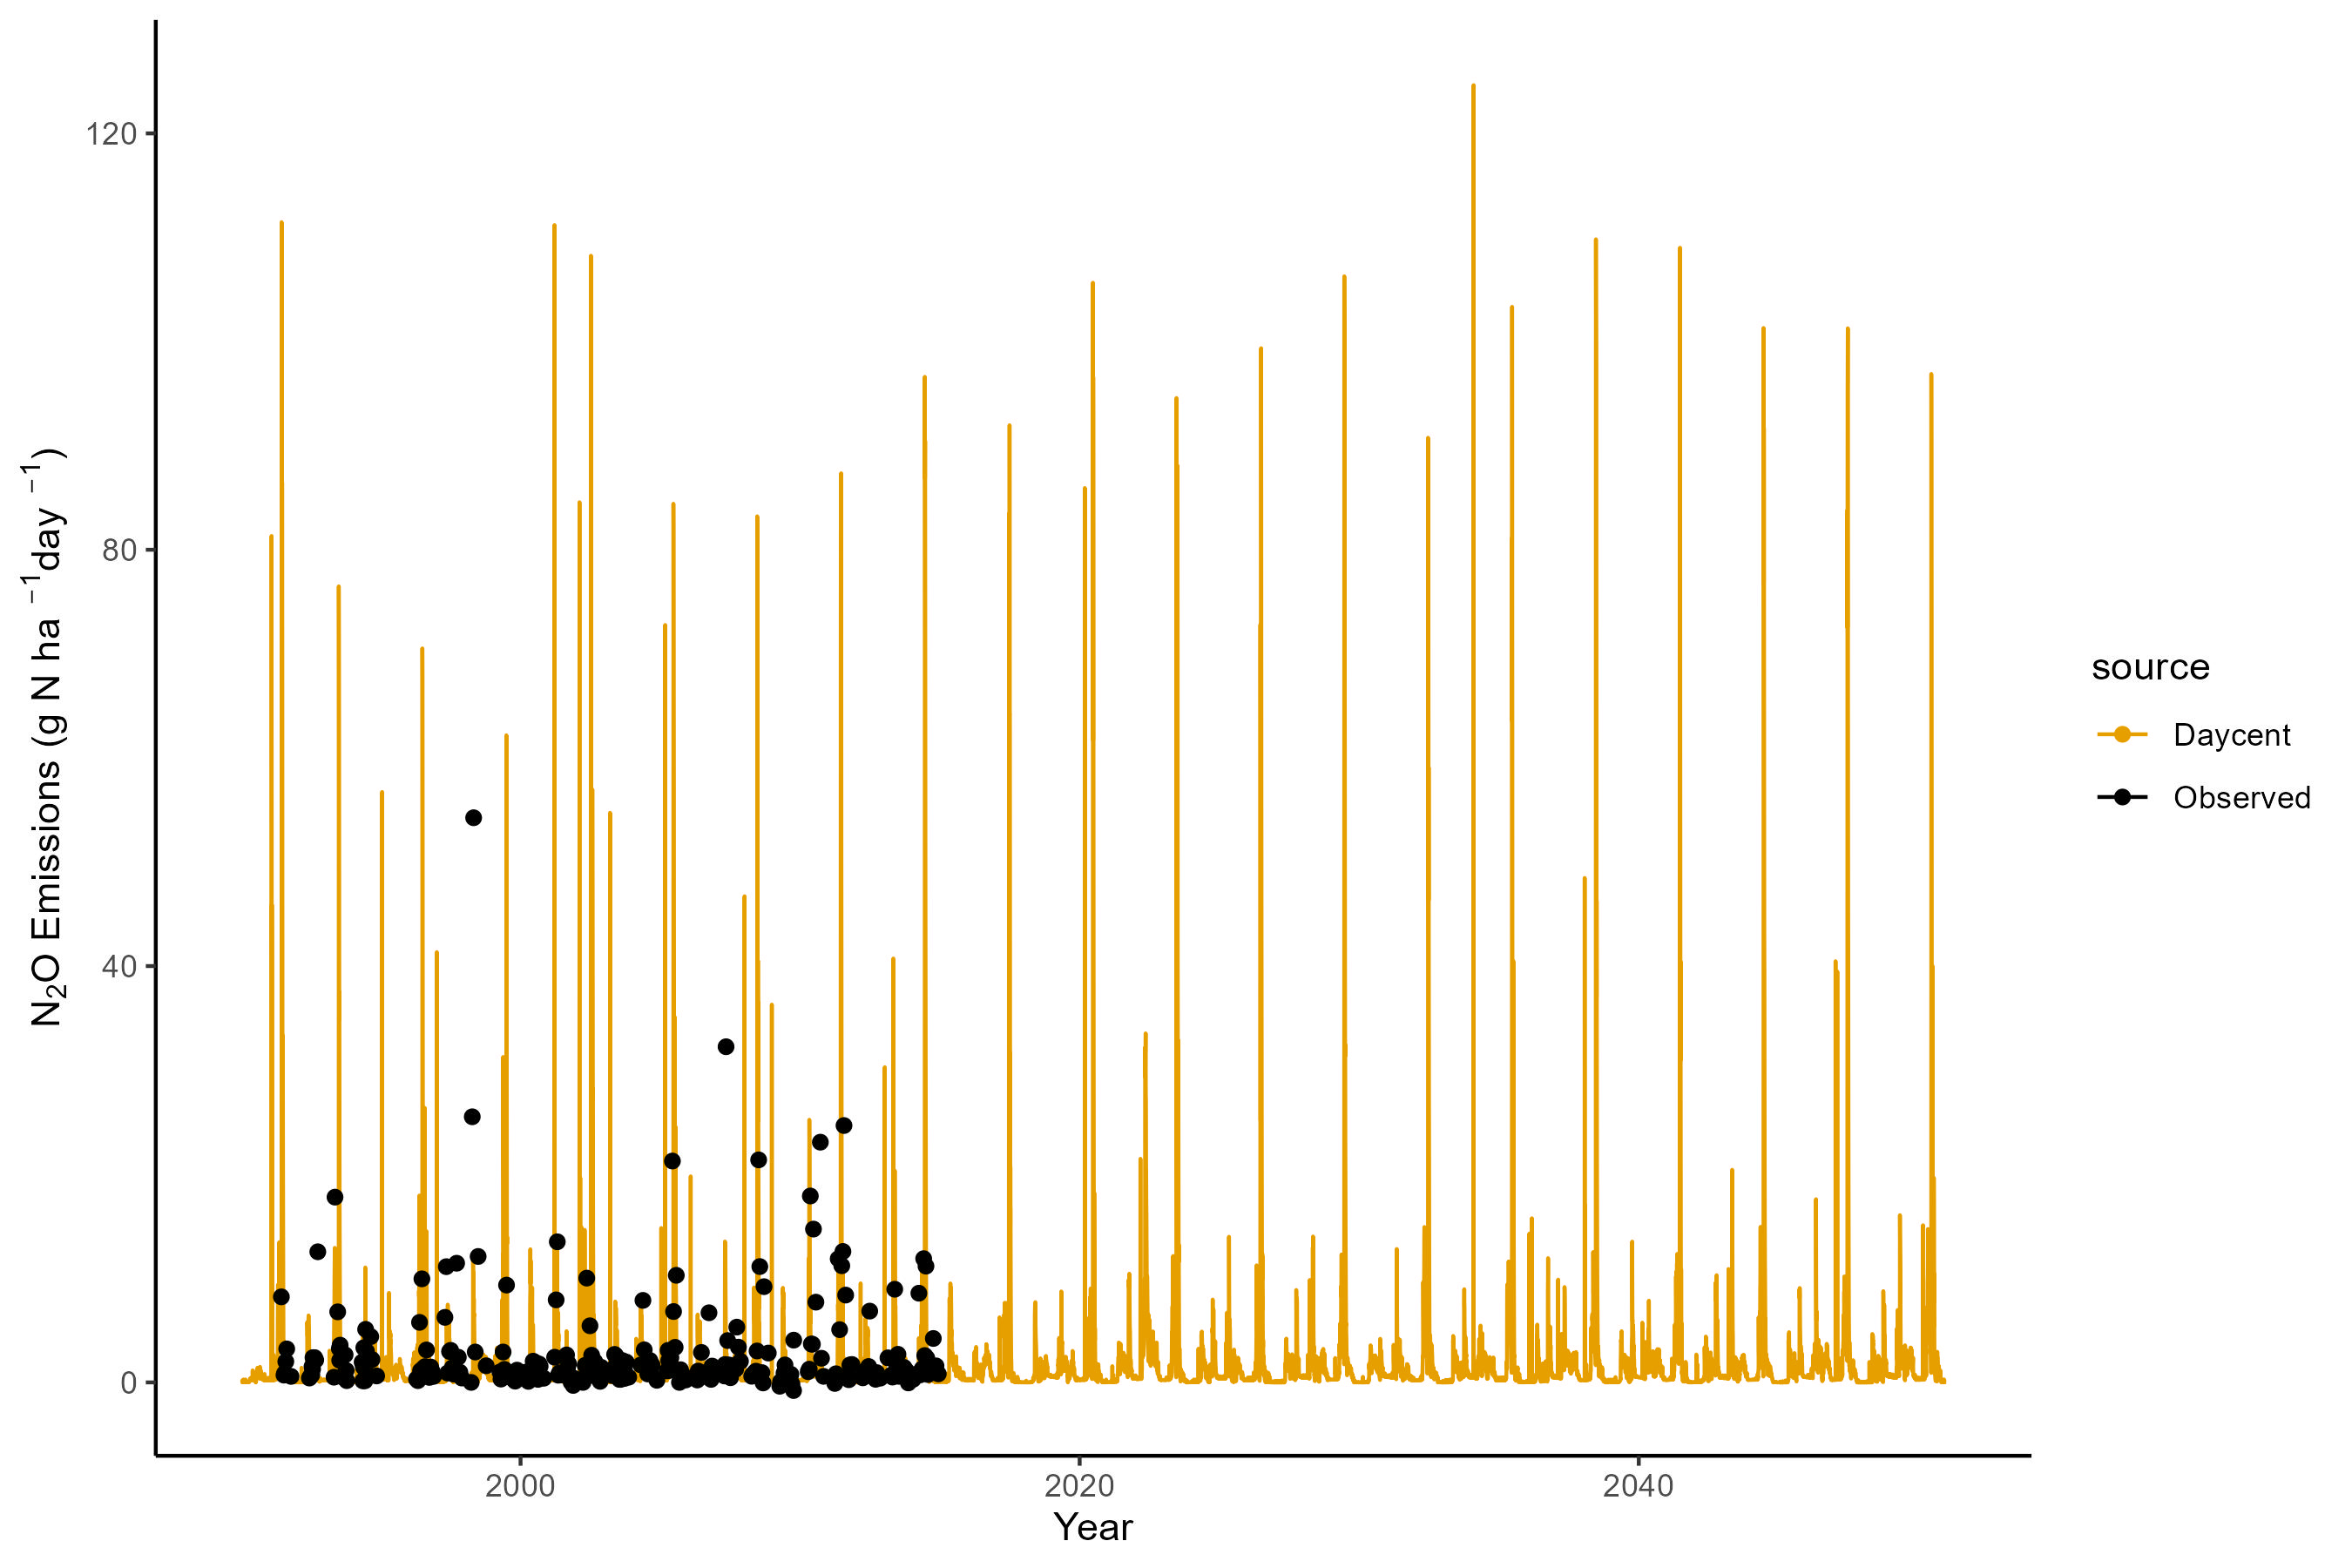 N₂O Emissions (g N ha ⁻¹day ⁻¹)
120
80
40
0
2000
2020
2040
Year
source
Daycent
Observed